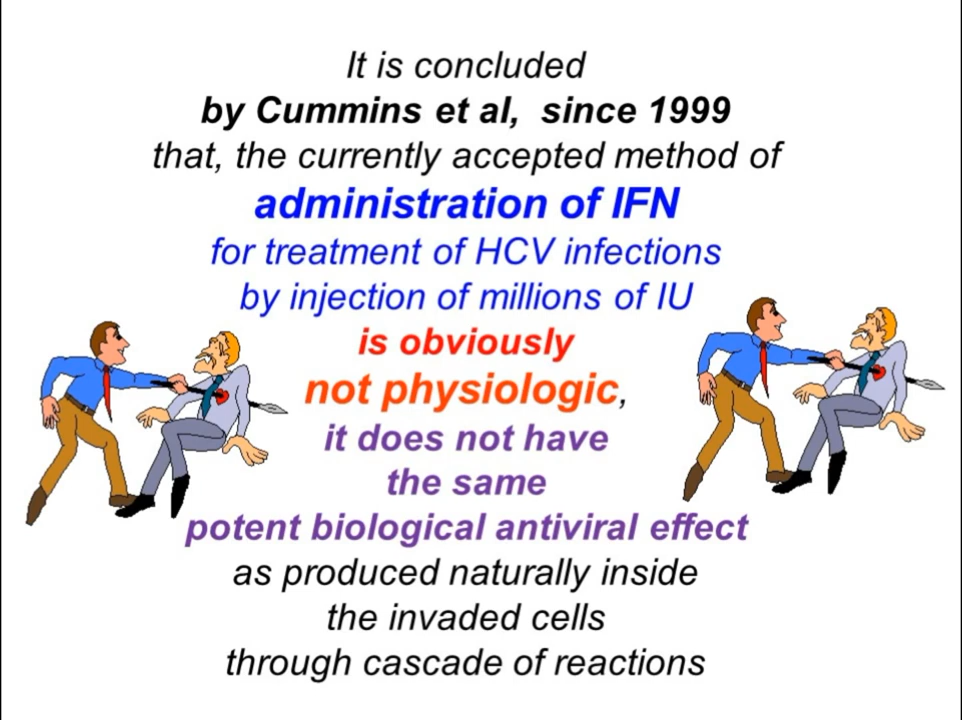 It is concluded
by Cummins et al, since 1999
that, the currently accepted method of
administration of IFN
for treatment of HCV infections
by injection of millions of IU
is obviously
not physiologic,
it does not have
the same
potent biological antiviral effect
as produced naturally inside
the invaded cells
through cascade of reactions